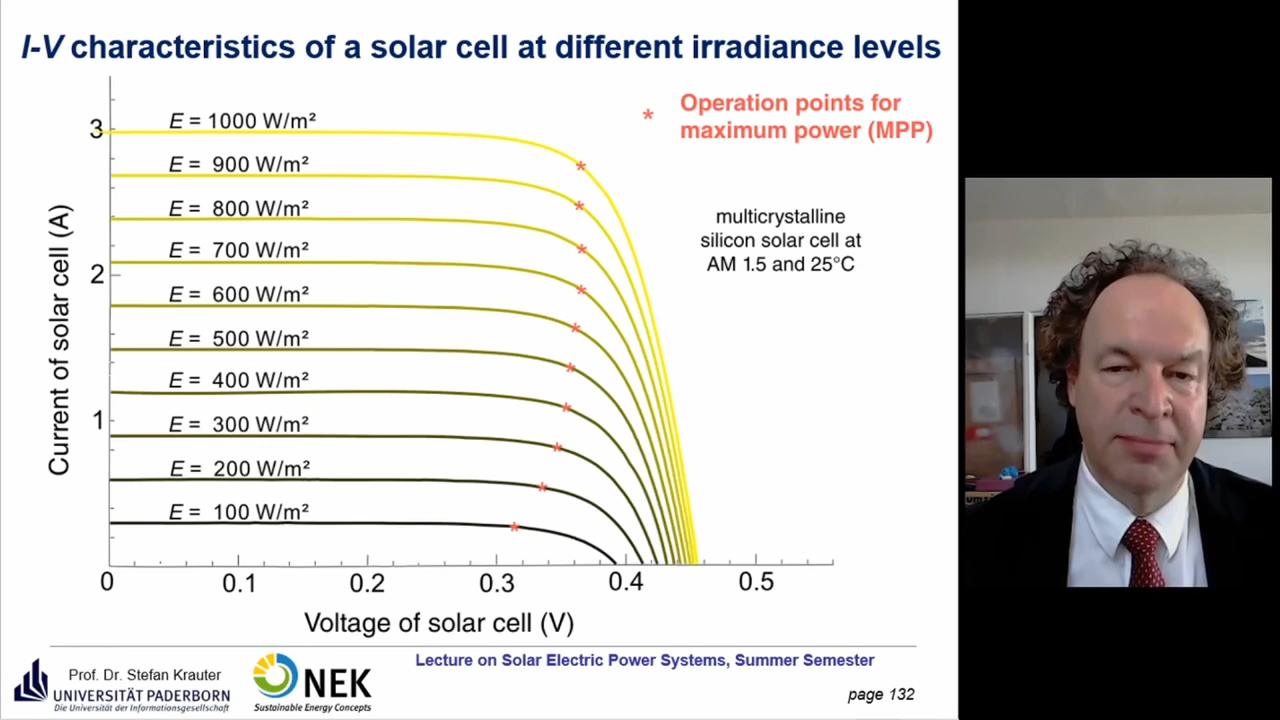 I-V characteristics of a solar cell at different irradiance levels
* Operation points for
maximum power (MPP)
multicrystalline
silicon solar cell at
AM 1.5 and 25°C
Current of solar cell (A)
3
2
1
E = 1000 W/m²
E = 900 W/m²
E = 800 W/m²
E = 700 W/m²
E = 600 W/m²
E = 500 W/m²
E = 400 W/m²
E = 300 W/m²
E = 200 W/m²
E = 100 W/m²
0 0.1 0.2 0.3 0.4 0.5
Voltage of solar cell (V)
Prof. Dr. Stefan Krauter
UNIVERSITÄT PADERBORN
Die Universität der Informationsgesellschaft
NEK
Sustainable Energy Concepts
Lecture on Solar Electric Power Systems, Summer Semester
page 132